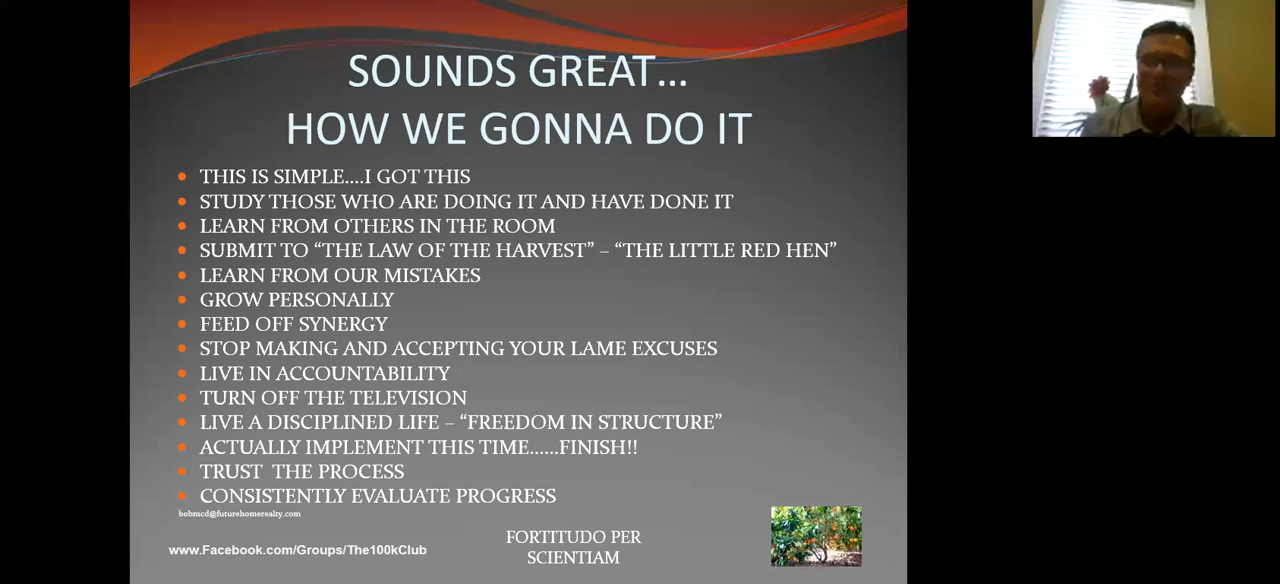 SOUNDS GREAT...
HOW WE GONNA DO IT
THIS IS SIMPLE....I GOT THIS
STUDY THOSE WHO ARE DOING IT AND HAVE DONE IT
LEARN FROM OTHERS IN THE ROOM
SUBMIT TO “THE LAW OF THE HARVEST” – “THE LITTLE RED HEN”
LEARN FROM OUR MISTAKES
GROW PERSONALLY
FEED OFF SYNERGY
STOP MAKING AND ACCEPTING YOUR LAME EXCUSES
LIVE IN ACCOUNTABILITY
TURN OFF THE TELEVISION
LIVE A DISCIPLINED LIFE – “FREEDOM IN STRUCTURE”
ACTUALLY IMPLEMENT THIS TIME......FINISH!!
TRUST THE PROCESS
CONSISTENTLY EVALUATE PROGRESS
bobmcd@futurehomerealty.com
www.Facebook.com/Groups/The100kClub
FORTITUDO PER
SCIENTIAM